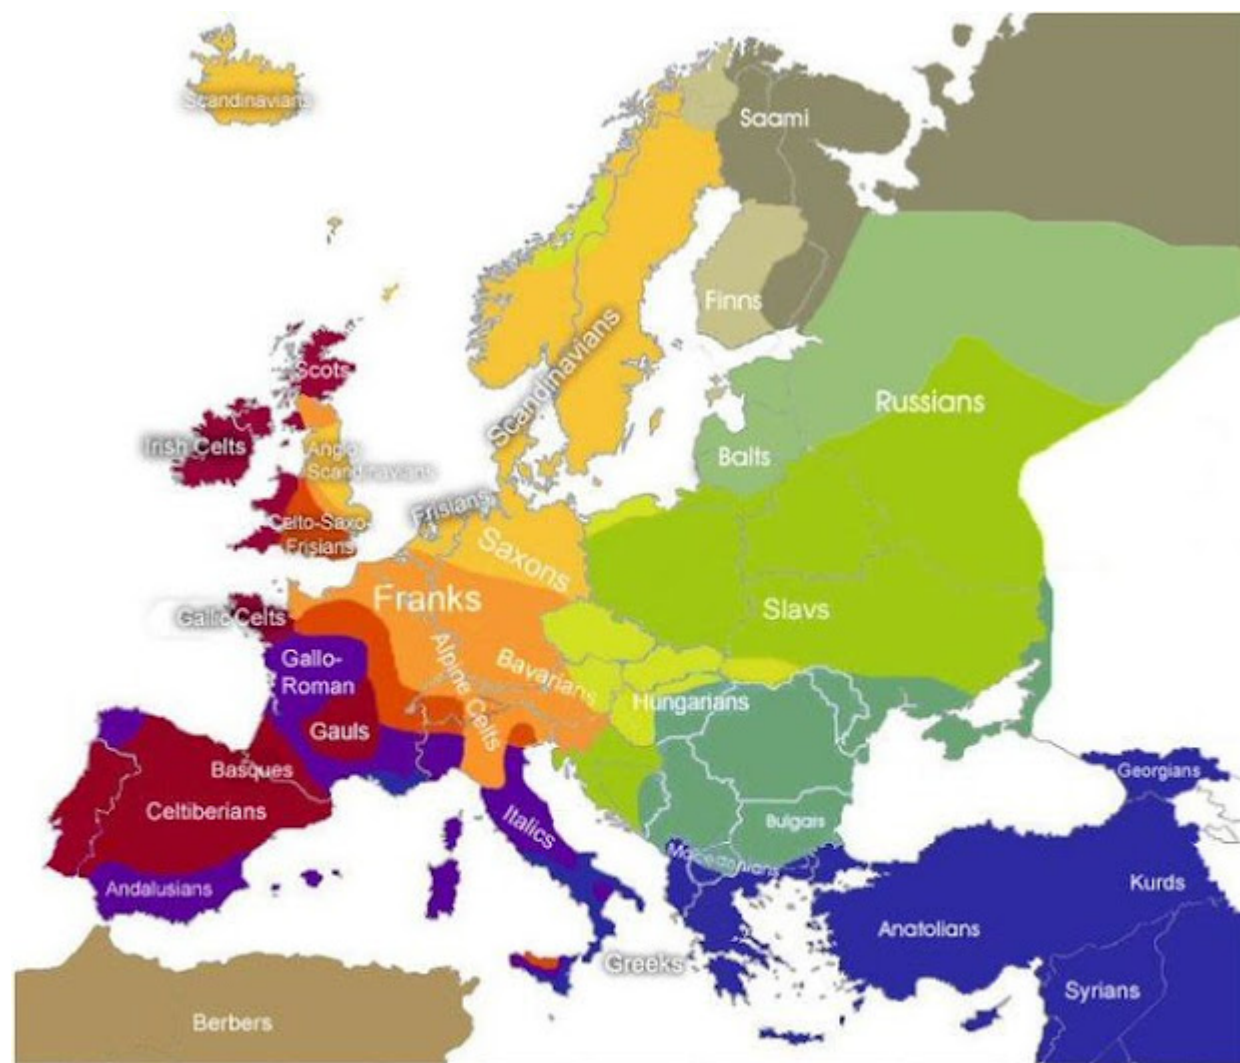 Scandinavians
Saami
Finns
Scandinavians
Scots
Russians
Irish Celts
Anglo-
Scandinavians
Balts
Frisians
Celto-Saxo-
Frisians
Saxons
Franks
Slavs
Gallic Celts
Alpine Celts
Bavarians
Gallo-
Roman
Hungarians
Gauls
Basques
Georgians
Celtiberians
Italics
Bulgars
Macedonians
Andalusians
Kurds
Anatolians
Greeks
Syrians
Berbers